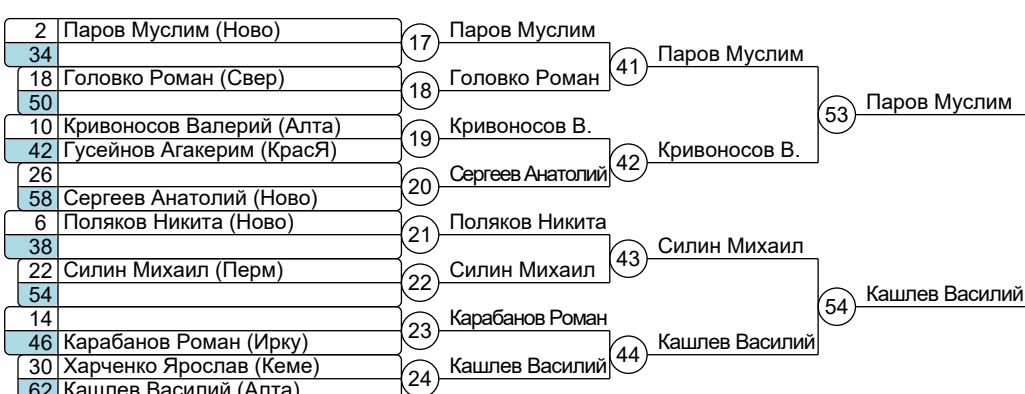 2 Паров Муслим (Ново)
34
18 Головко Роман (Свер)
50
10 Кривоносов Валерий (Алта)
42 Гусейнов Агакерим (КрасЯ)
26
58 Сергеев Анатолий (Ново)
6 Поляков Никита (Ново)
38
22 Силин Михаил (Перм)
54
14
46 Карабанов Роман (Ирку)
30 Харченко Ярослав (Кеме)
62 Кашлев Василий (Алта)
17 Паров Муслим
18 Головко Роман
19 Кривоносов В.
20 Сергеев Анатолий
21 Поляков Никита
22 Силин Михаил
23 Карабанов Роман
24 Кашлев Василий
41 Паров Муслим
42 Кривоносов В.
43 Силин Михаил
44 Кашлев Василий
53 Паров Муслим
54 Кашлев Василий